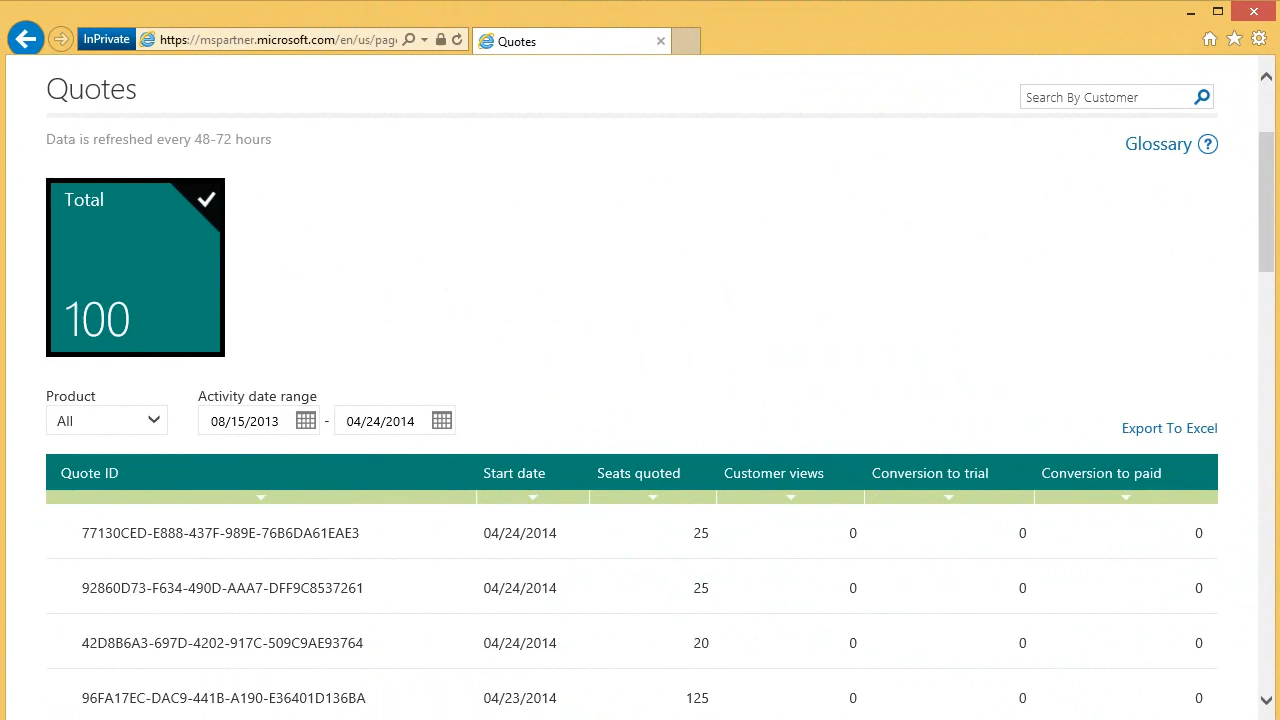 InPrivate https://mspartner.microsoft.com/en/us/page Quotes
Quotes
Search By Customer
Data is refreshed every 48-72 hours
Glossary ?
Total
100
Product Activity date range
All 08/15/2013 - 04/24/2014
Export To Excel
Quote ID Start date Seats quoted Customer views Conversion to trial Conversion to paid
77130CED-E888-437F-989E-76B6DA61EAE3 04/24/2014 25 0 0 0
92860D73-F634-490D-AAA7-DFF9C8537261 04/24/2014 25 0 0 0
42D8B6A3-697D-4202-917C-509C9AE93764 04/24/2014 20 0 0 0
96FA17EC-DAC9-441B-A190-E36401D136BA 04/23/2014 125 0 0 0